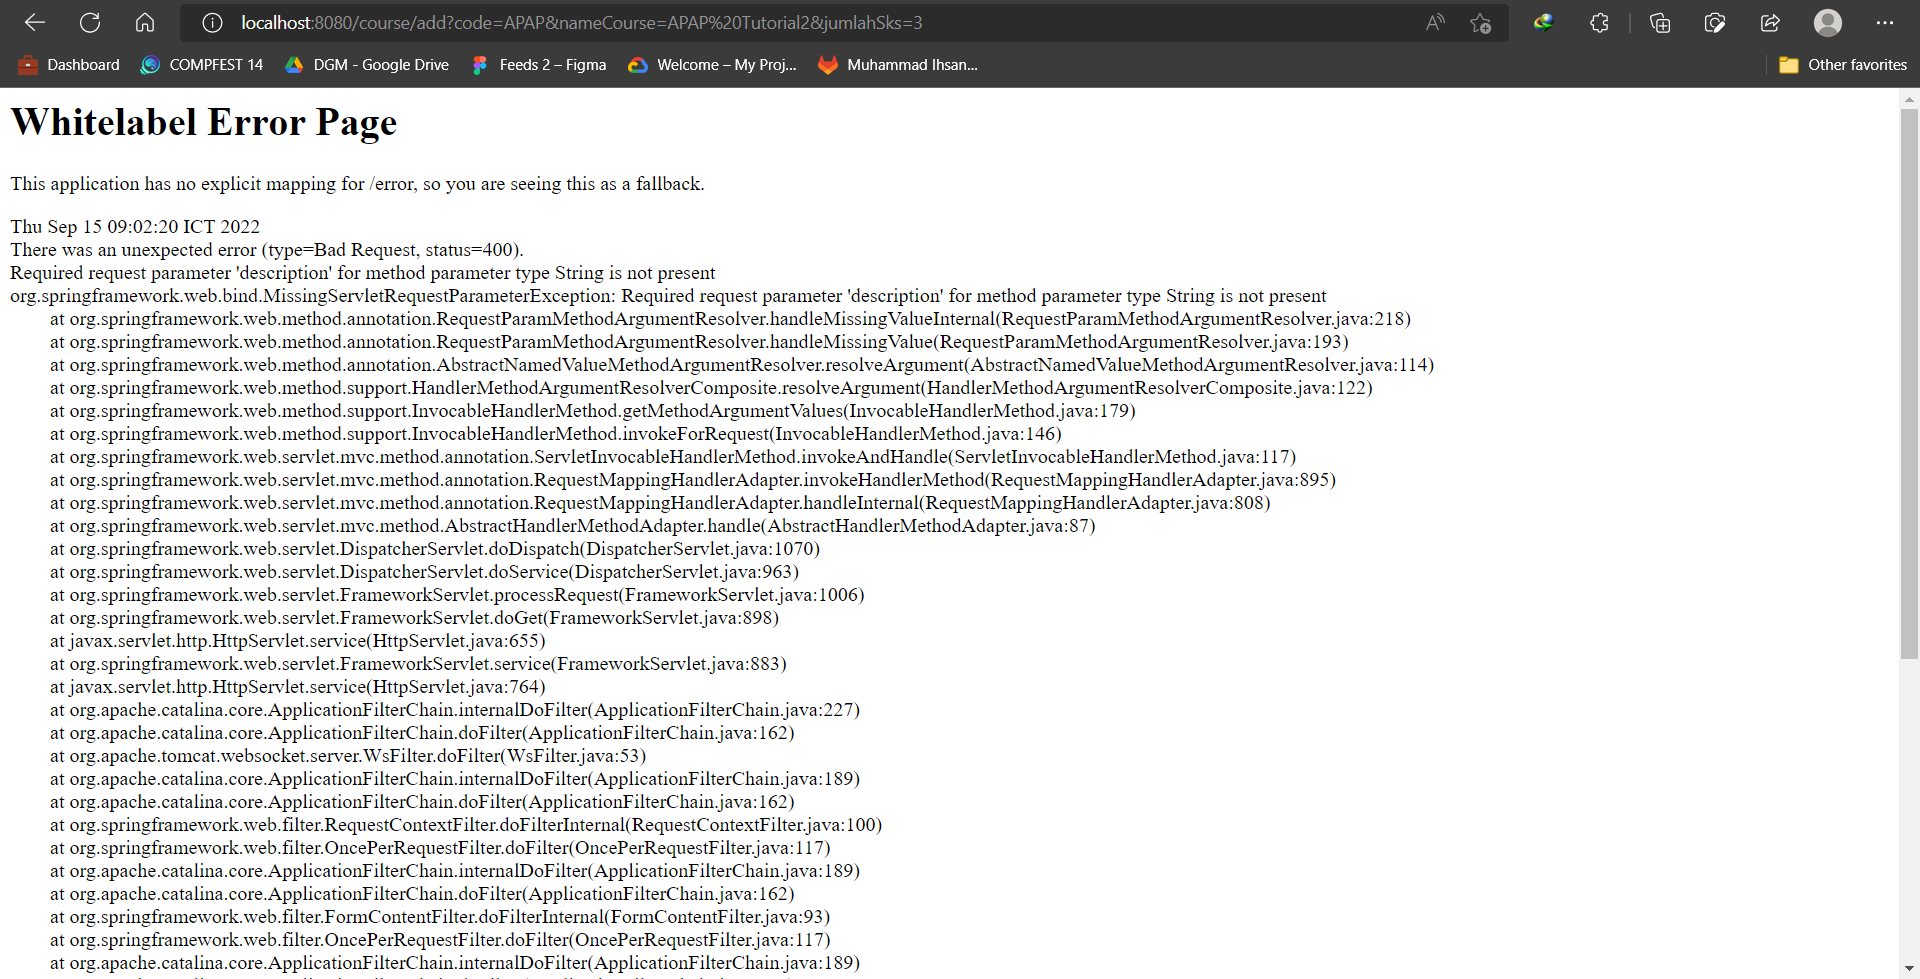 localhost:8080/course/add?code=APAP&nameCourse=APAP%20Tutorial2&jumlahSks=3
Dashboard COMPFEST 14 DGM - Google Drive Feeds 2 – Figma Welcome – My Proj... Muhammad Ihsan... Other favorites
Whitelabel Error Page
This application has no explicit mapping for /error, so you are seeing this as a fallback.
Thu Sep 15 09:02:20 ICT 2022
There was an unexpected error (type=Bad Request, status=400).
Required request parameter 'description' for method parameter type String is not present
org.springframework.web.bind.MissingServletRequestParameterException: Required request parameter 'description' for method parameter type String is not present
at org.springframework.web.method.annotation.RequestParamMethodArgumentResolver.handleMissingValueInternal(RequestParamMethodArgumentResolver.java:218)
at org.springframework.web.method.annotation.RequestParamMethodArgumentResolver.handleMissingValue(RequestParamMethodArgumentResolver.java:193)
at org.springframework.web.method.annotation.AbstractNamedValueMethodArgumentResolver.resolveArgument(AbstractNamedValueMethodArgumentResolver.java:114)
at org.springframework.web.method.support.HandlerMethodArgumentResolverComposite.resolveArgument(HandlerMethodArgumentResolverComposite.java:122)
at org.springframework.web.method.support.InvocableHandlerMethod.getMethodArgumentValues(InvocableHandlerMethod.java:179)
at org.springframework.web.method.support.InvocableHandlerMethod.invokeForRequest(InvocableHandlerMethod.java:146)
at org.springframework.web.servlet.mvc.method.annotation.ServletInvocableHandlerMethod.invokeAndHandle(ServletInvocableHandlerMethod.java:117)
at org.springframework.web.servlet.mvc.method.annotation.RequestMappingHandlerAdapter.invokeHandlerMethod(RequestMappingHandlerAdapter.java:895)
at org.springframework.web.servlet.mvc.method.annotation.RequestMappingHandlerAdapter.handleInternal(RequestMappingHandlerAdapter.java:808)
at org.springframework.web.servlet.mvc.method.AbstractHandlerMethodAdapter.handle(AbstractHandlerMethodAdapter.java:87)
at org.springframework.web.servlet.DispatcherServlet.doDispatch(DispatcherServlet.java:1070)
at org.springframework.web.servlet.DispatcherServlet.doService(DispatcherServlet.java:963)
at org.springframework.web.servlet.FrameworkServlet.processRequest(FrameworkServlet.java:1006)
at org.springframework.web.servlet.FrameworkServlet.doGet(FrameworkServlet.java:898)
at javax.servlet.http.HttpServlet.service(HttpServlet.java:655)
at org.springframework.web.servlet.FrameworkServlet.service(FrameworkServlet.java:883)
at javax.servlet.http.HttpServlet.service(HttpServlet.java:764)
at org.apache.catalina.core.ApplicationFilterChain.internalDoFilter(ApplicationFilterChain.java:227)
at org.apache.catalina.core.ApplicationFilterChain.doFilter(ApplicationFilterChain.java:162)
at org.apache.tomcat.websocket.server.WsFilter.doFilter(WsFilter.java:53)
at org.apache.catalina.core.ApplicationFilterChain.internalDoFilter(ApplicationFilterChain.java:189)
at org.apache.catalina.core.ApplicationFilterChain.doFilter(ApplicationFilterChain.java:162)
at org.springframework.web.filter.RequestContextFilter.doFilterInternal(RequestContextFilter.java:100)
at org.springframework.web.filter.OncePerRequestFilter.doFilter(OncePerRequestFilter.java:117)
at org.apache.catalina.core.ApplicationFilterChain.internalDoFilter(ApplicationFilterChain.java:189)
at org.apache.catalina.core.ApplicationFilterChain.doFilter(ApplicationFilterChain.java:162)
at org.springframework.web.filter.FormContentFilter.doFilterInternal(FormContentFilter.java:93)
at org.springframework.web.filter.OncePerRequestFilter.doFilter(OncePerRequestFilter.java:117)
at org.apache.catalina.core.ApplicationFilterChain.internalDoFilter(ApplicationFilterChain.java:189)